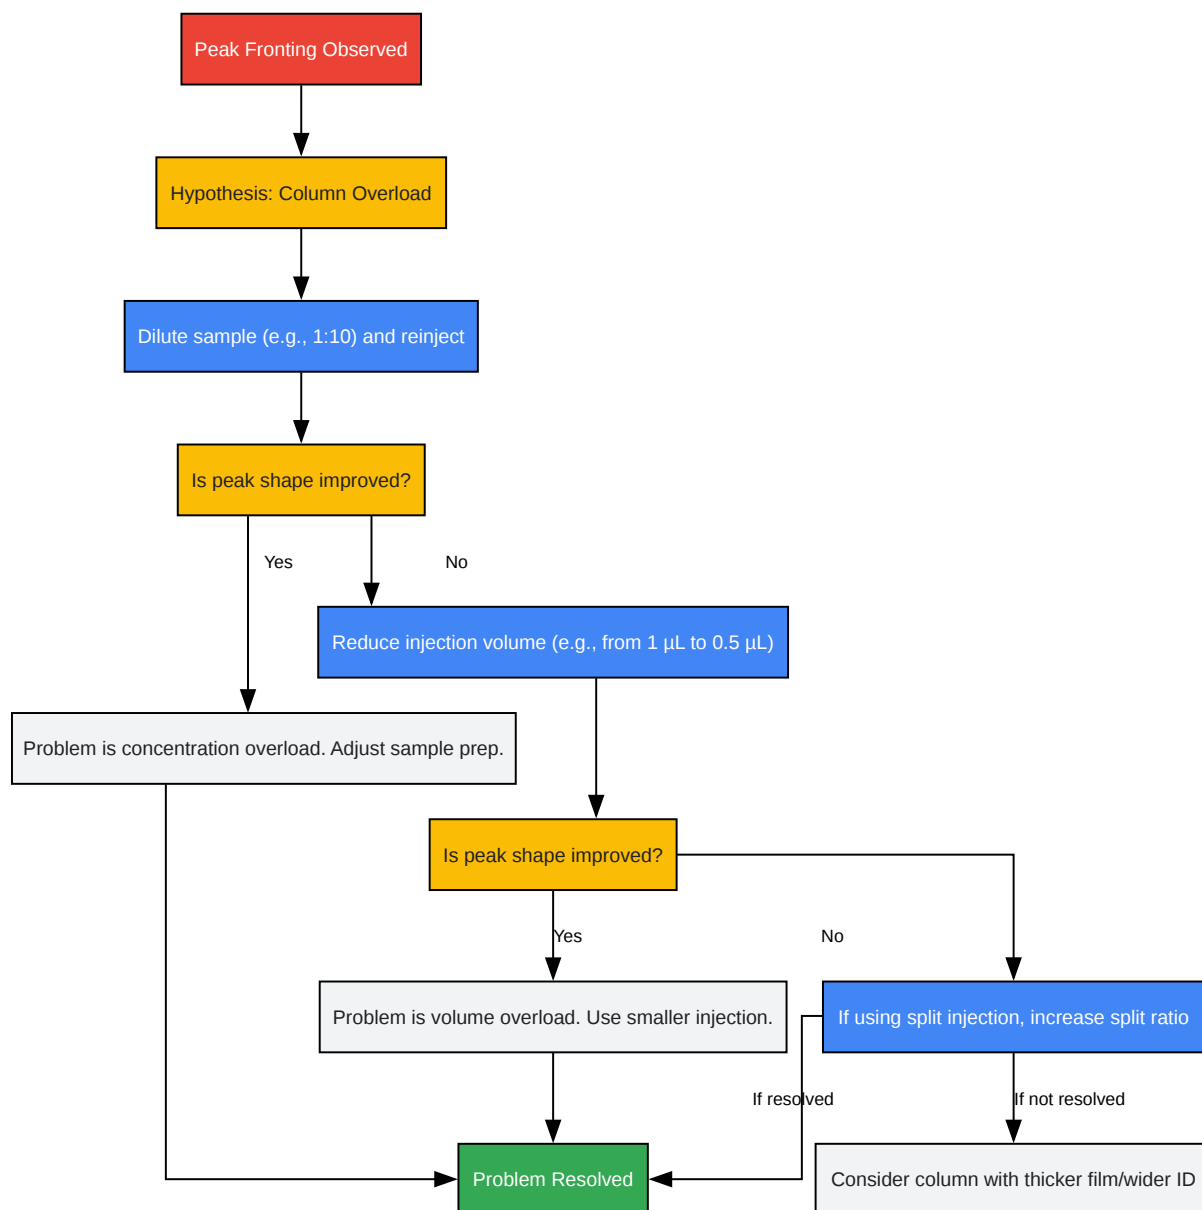 Peak Fronting Observed
Hypothesis: Column Overload
Dilute sample (e.g., 1:10) and reinject
Is peak shape improved?
Yes
No
Reduce injection volume (e.g., from 1 µL to 0.5 µL)
Problem is concentration overload. Adjust sample prep.
Is peak shape improved?
Yes
No
Problem is volume overload. Use smaller injection.
If using split injection, increase split ratio
If resolved
If not resolved
Problem Resolved
Consider column with thicker film/wider ID